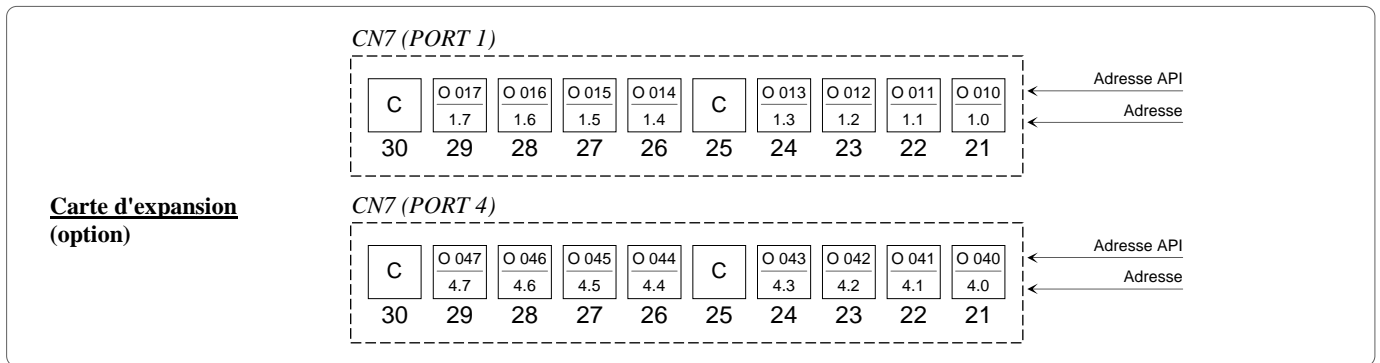 CN7 (PORT 1)
C O 017 O 016 O 015 O 014 C O 013 O 012 O 011 O 010 Adresse API
1.7 1.6 1.5 1.4 1.3 1.2 1.1 1.0 Adresse
30 29 28 27 26 25 24 23 22 21
Carte d'expansion
(option)
CN7 (PORT 4)
C O 047 O 046 O 045 O 044 C O 043 O 042 O 041 O 040 Adresse API
4.7 4.6 4.5 4.4 4.3 4.2 4.1 4.0 Adresse
30 29 28 27 26 25 24 23 22 21